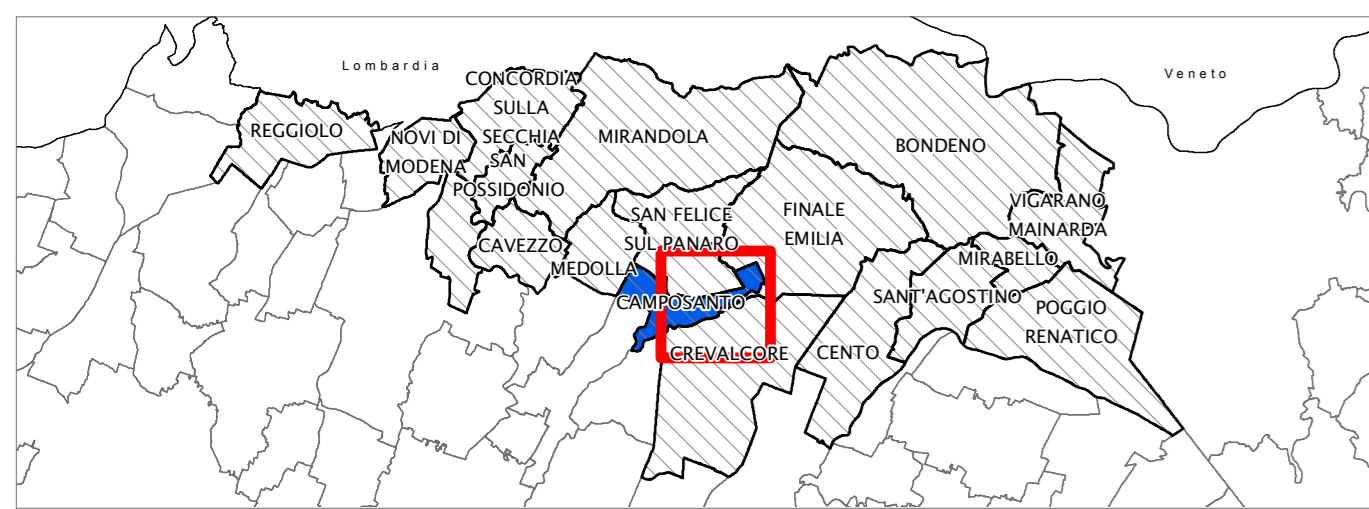 Lombardia
Veneto
CONCORDIA
SULLA
SECCHIA
REGGIOLO
NOVI DI
MODENA
SAN
POSSIDONIO
MIRANDOLA
BONDENO
CAVEZZO
MEDOLLA
SAN FELICE
SUL PANARO
FINALE
EMILIA
VIGARANO
MAINARDA
MIRABELLO
CAMPOSANTO
SANT'AGOSTINO
POGGIO
RENATICO
CREVALCORE
CENTO